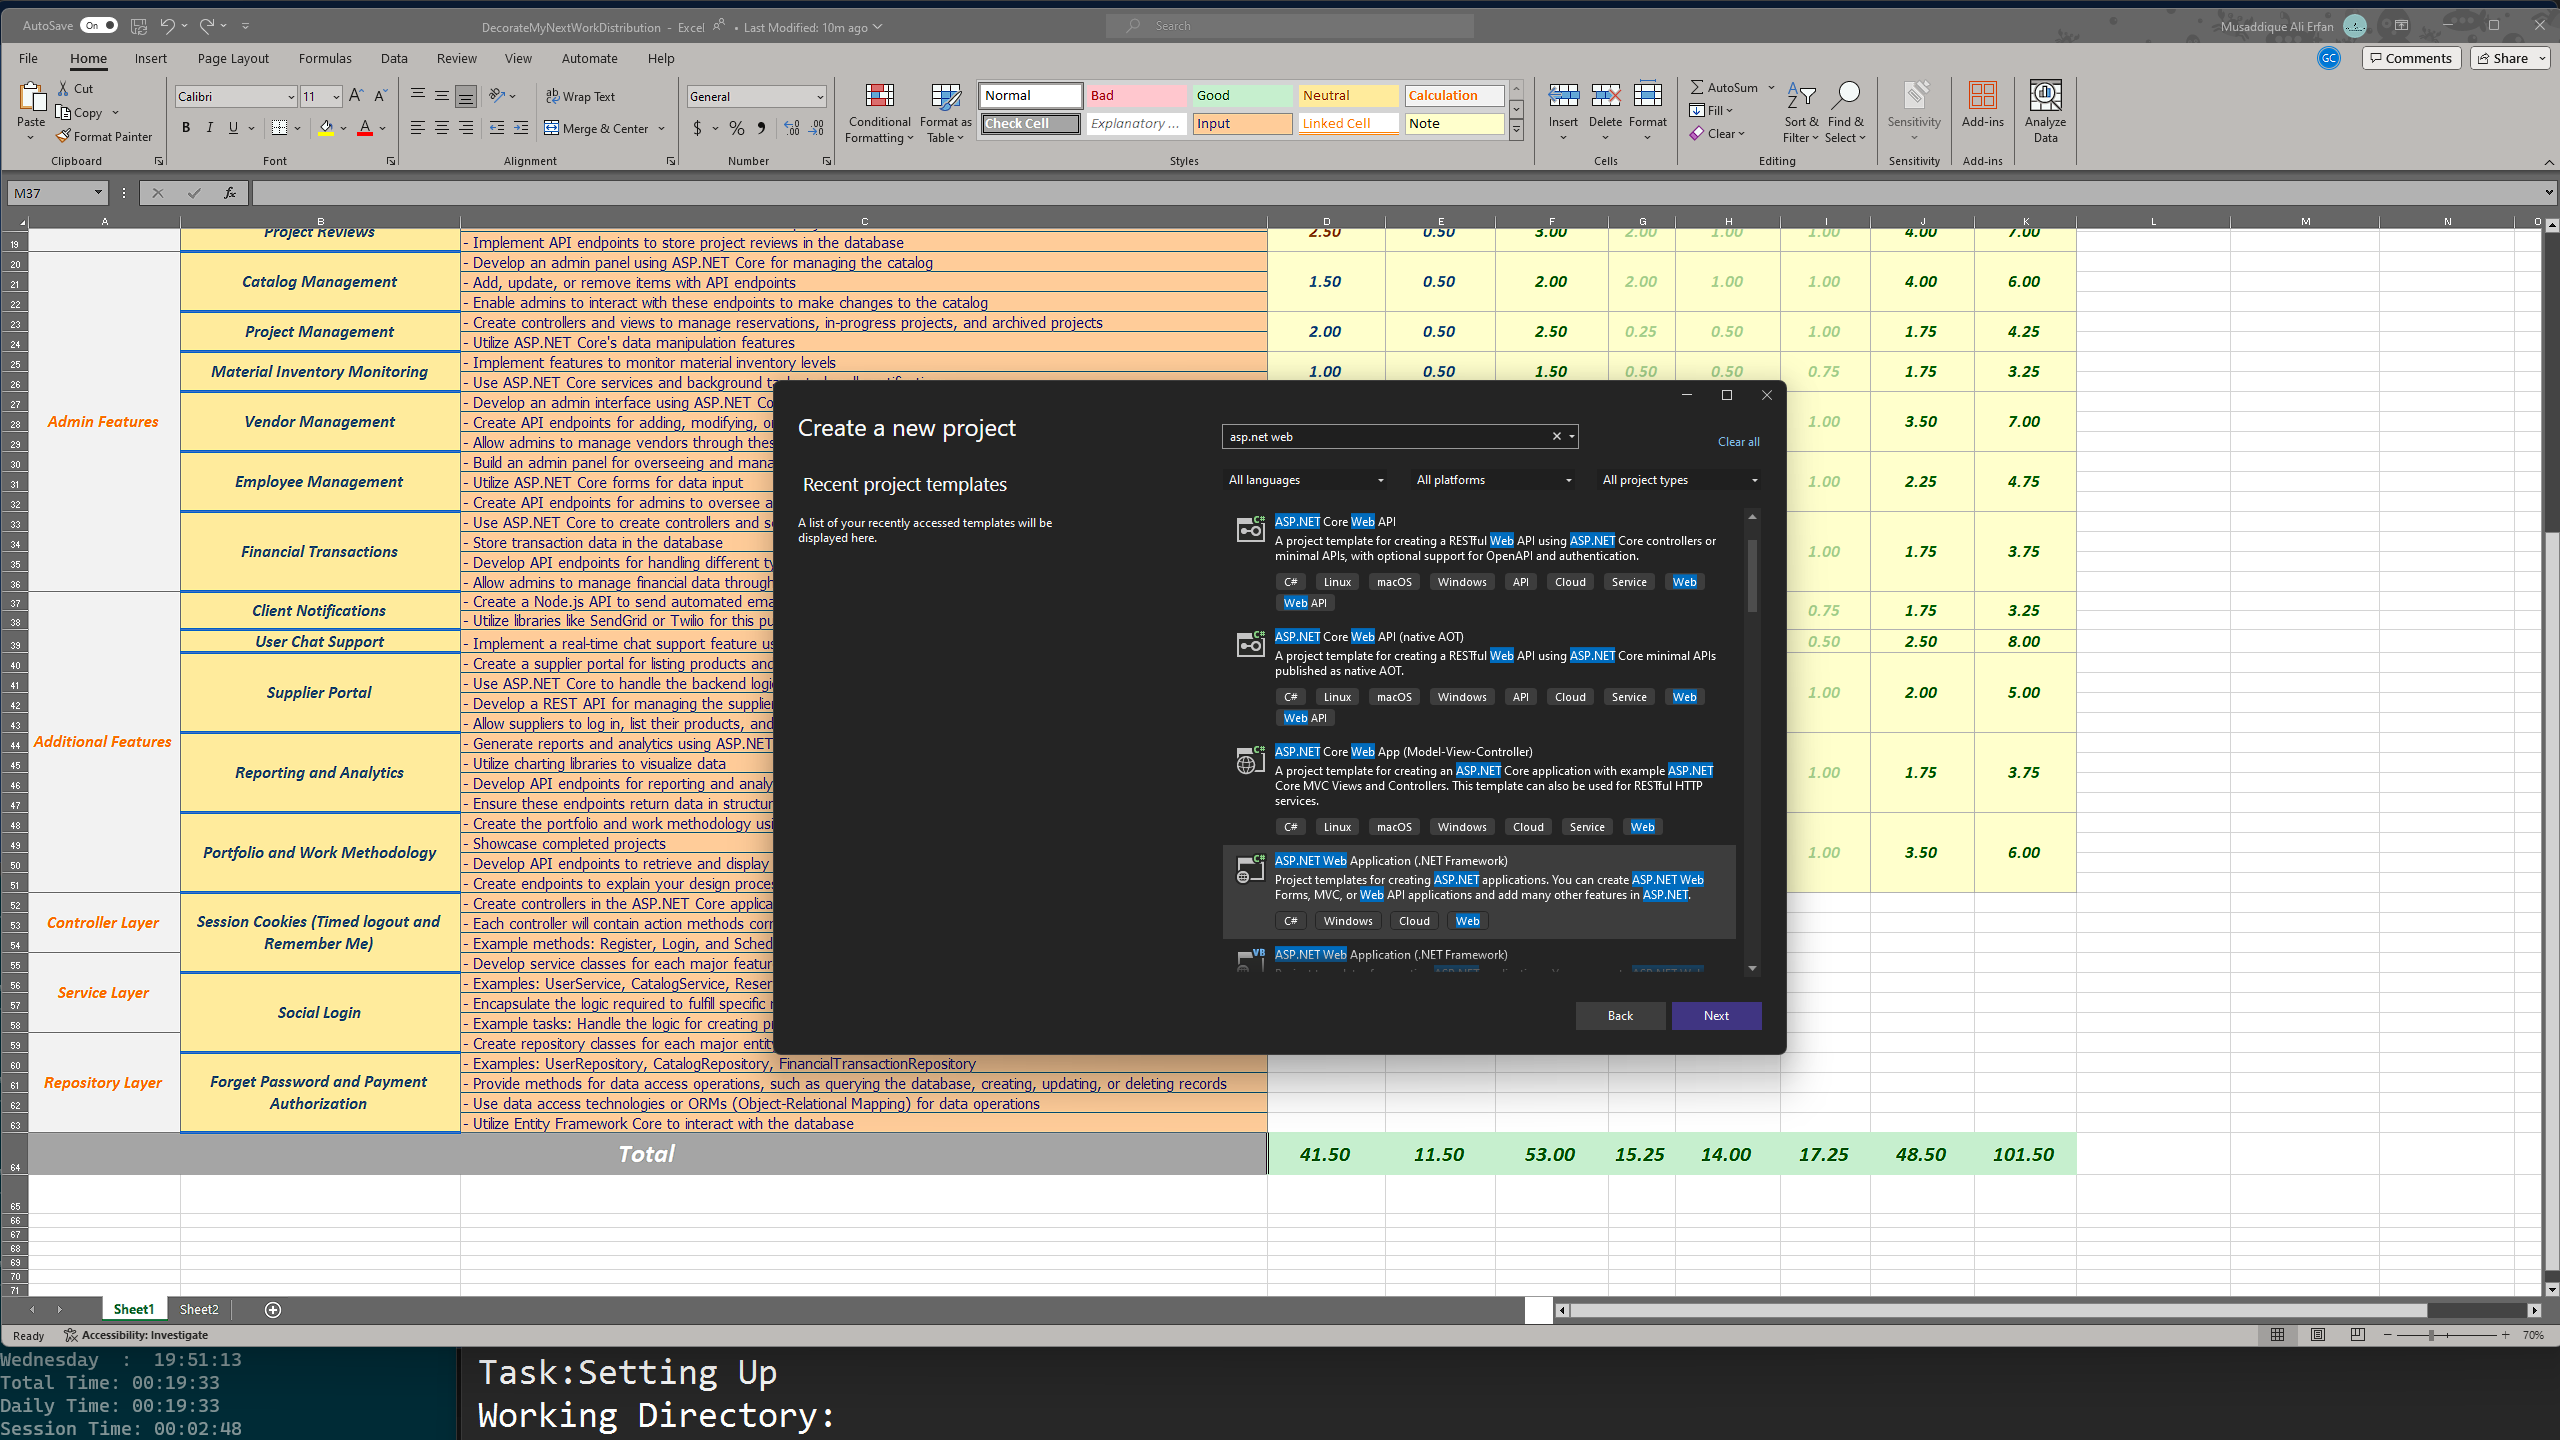 AutoSave On DecorateMyNextWorkDistribution - Excel • Last Modified: 10m ago Search Musaddique Ali Erfan
File Home Insert Page Layout Formulas Data Review View Automate Help GC Comments Share
Paste Cut Copy Format Painter
Calibri 11 B I U
Wrap Text Merge & Center
General $ %
Conditional Formatting Format as Table
Normal Bad Good Neutral Calculation
Check Cell Explanatory ... Input Linked Cell Note
Insert Delete Format
AutoSum Fill Clear
Sort & Filter Find & Select
Sensitivity Add-ins Analyze Data
Clipboard Font Alignment Number Styles Cells Editing Sensitivity Add-ins
M37 fx
A B C D E F G H I J K L M N O
Project Reviews 2.50 0.50 3.00 2.00 1.00 1.00 4.00 7.00
19 - Implement API endpoints to store project reviews in the database
20 - Develop an admin panel using ASP.NET Core for managing the catalog
21 Catalog Management - Add, update, or remove items with API endpoints 1.50 0.50 2.00 2.00 1.00 1.00 4.00 6.00
22 - Enable admins to interact with these endpoints to make changes to the catalog
23 - Create controllers and views to manage reservations, in-progress projects, and archived projects
Project Management 2.00 0.50 2.50 0.25 0.50 1.00 1.75 4.25
24 - Utilize ASP.NET Core's data manipulation features
25 - Implement features to monitor material inventory levels
Material Inventory Monitoring 1.00 0.50 1.50 0.50 0.50 0.75 1.75 3.25
26 - Use ASP.NET Core services and background
27 - Develop an admin interface using ASP.NET Co
28 Admin Features Vendor Management - Create API endpoints for adding, modifying, or 1.00 3.50 7.00
29 - Allow admins to manage vendors through thes
30 - Build an admin panel for overseeing and mana
31 Employee Management - Utilize ASP.NET Core forms for data input 1.00 2.25 4.75
32 - Create API endpoints for admins to oversee a
33 - Use ASP.NET Core to create controllers and se
34 - Store transaction data in the database
Financial Transactions 1.00 1.75 3.75
35 - Develop API endpoints for handling different ty
36 - Allow admins to manage financial data through
37 - Create a Node.js API to send automated ema
Client Notifications 0.75 1.75 3.25
38 - Utilize libraries like SendGrid or Twilio for this pu
39 User Chat Support - Implement a real-time chat support feature us 0.50 2.50 8.00
40 - Create a supplier portal for listing products and
41 - Use ASP.NET Core to handle the backend logi
Supplier Portal 1.00 2.00 5.00
42 - Develop a REST API for managing the supplier
43 - Allow suppliers to log in, list their products, and
44 Additional Features - Generate reports and analytics using ASP.NET
45 - Utilize charting libraries to visualize data
Reporting and Analytics 1.00 1.75 3.75
46 - Develop API endpoints for reporting and analy
47 - Ensure these endpoints return data in structur
48 - Create the portfolio and work methodology usi
49 - Showcase completed projects
Portfolio and Work Methodology 1.00 3.50 6.00
50 - Develop API endpoints to retrieve and display
51 - Create endpoints to explain your design proces
52 - Create controllers in the ASP.NET Core applica
53 Controller Layer Session Cookies (Timed logout and Remember Me) - Each controller will contain action methods corr
54 - Example methods: Register, Login, and Sched
55 - Develop service classes for each major featur
56 Service Layer - Examples: UserService, CatalogService, Reser
57 Social Login - Encapsulate the logic required to fulfill specific r
58 - Example tasks: Handle the logic for creating pr
59 - Create repository classes for each major entity
60 - Examples: UserRepository, CatalogRepository, FinancialTransactionRepository
61 Repository Layer Forget Password and Payment Authorization - Provide methods for data access operations, such as querying the database, creating, updating, or deleting records
62 - Use data access technologies or ORMs (Object-Relational Mapping) for data operations
63 - Utilize Entity Framework Core to interact with the database
64 Total 41.50 11.50 53.00 15.25 14.00 17.25 48.50 101.50
65
66
67
68
69
70
71
Create a new project
asp.net web
Clear all
Recent project templates
All languages All platforms All project types
A list of your recently accessed templates will be
displayed here.
ASP.NET Core Web API
A project template for creating a RESTful Web API using ASP.NET Core controllers or
minimal APIs, with optional support for OpenAPI and authentication.
C# Linux macOS Windows API Cloud Service Web
Web API
ASP.NET Core Web API (native AOT)
A project template for creating a RESTful Web API using ASP.NET Core minimal APIs
published as native AOT.
C# Linux macOS Windows API Cloud Service Web
Web API
ASP.NET Core Web App (Model-View-Controller)
A project template for creating an ASP.NET Core application with example ASP.NET
Core MVC Views and Controllers. This template can also be used for RESTful HTTP
services.
C# Linux macOS Windows Cloud Service Web
ASP.NET Web Application (.NET Framework)
Project templates for creating ASP.NET applications. You can create ASP.NET Web
Forms, MVC, or Web API applications and add many other features in ASP.NET.
C# Windows Cloud Web
ASP.NET Web Application (.NET Framework)
Back Next
Sheet1 Sheet2
Ready Accessibility: Investigate 70%
Wednesday : 19:51:13
Total Time: 00:19:33
Daily Time: 00:19:33
Session Time: 00:02:48
Task:Setting Up
Working Directory: